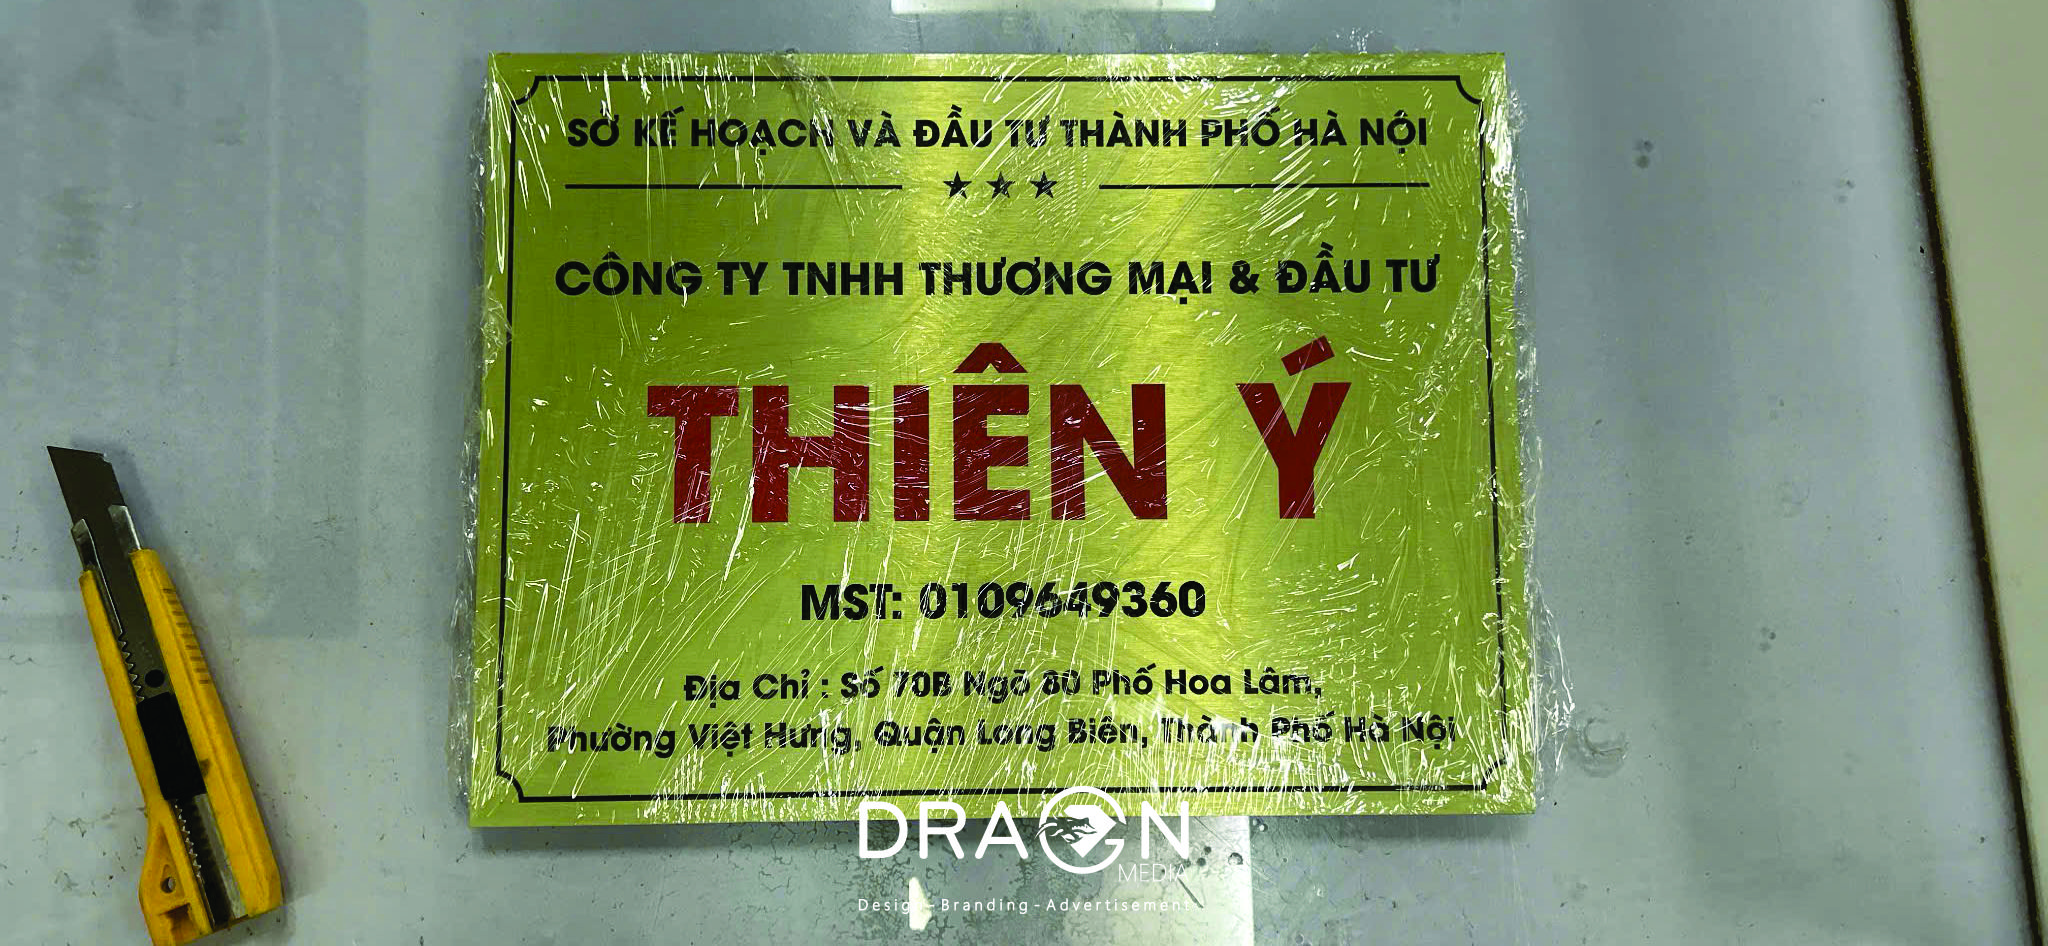 SỞ KẾ HOẠCH VÀ ĐẦU TƯ THÀNH PHỐ HÀ NỘI
CÔNG TY TNHH THƯƠNG MẠI & ĐẦU TƯ
THIÊN Ý
MST: 0109649360
Địa Chỉ : Số 70B Ngõ 80 Phố Hoa Lâm,
Phường Việt Hưng, Quận Long Biên, Thành Phố Hà Nội
DRAGON
MEDIA
Design - Branding - Advertisement